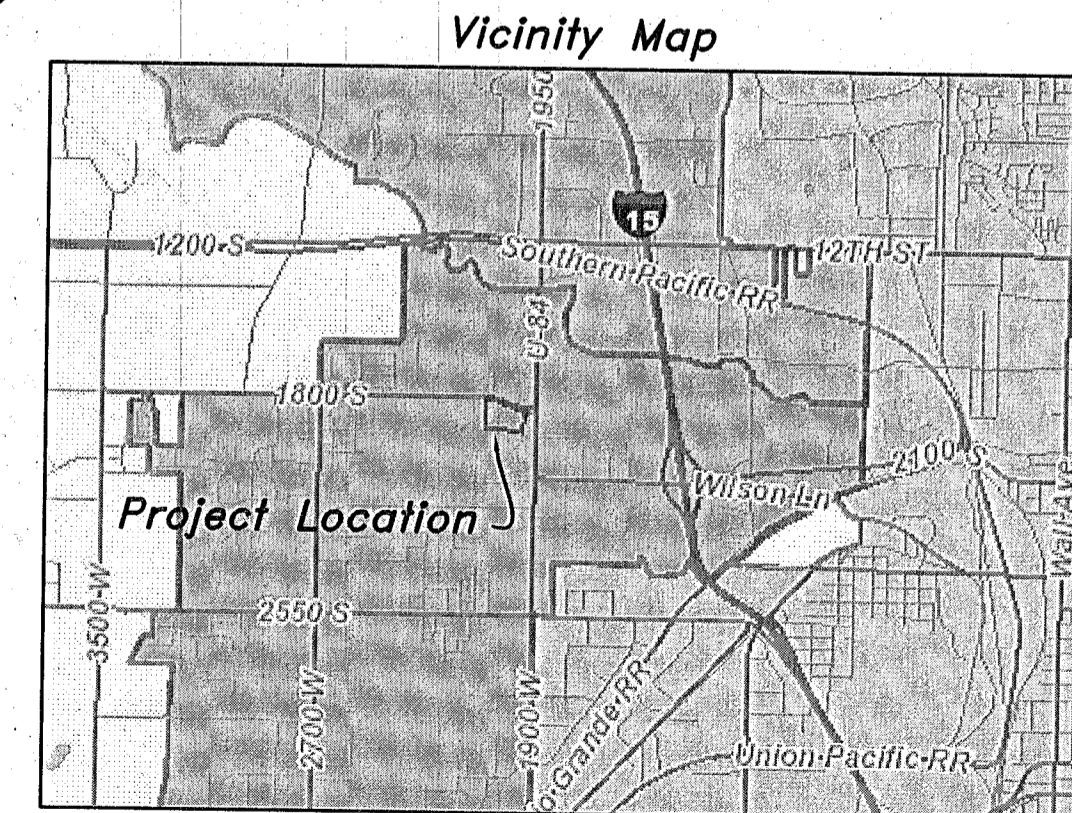 Vicinity Map
1950
15
1200 S
Southern Pacific RR
12TH ST
U-84
1800 S
2100 S
Wilson Ln
Project Location
Wall Ave
3500 W
2550 S
2700 W
1900 W
o Grande RR
Union Pacific RR